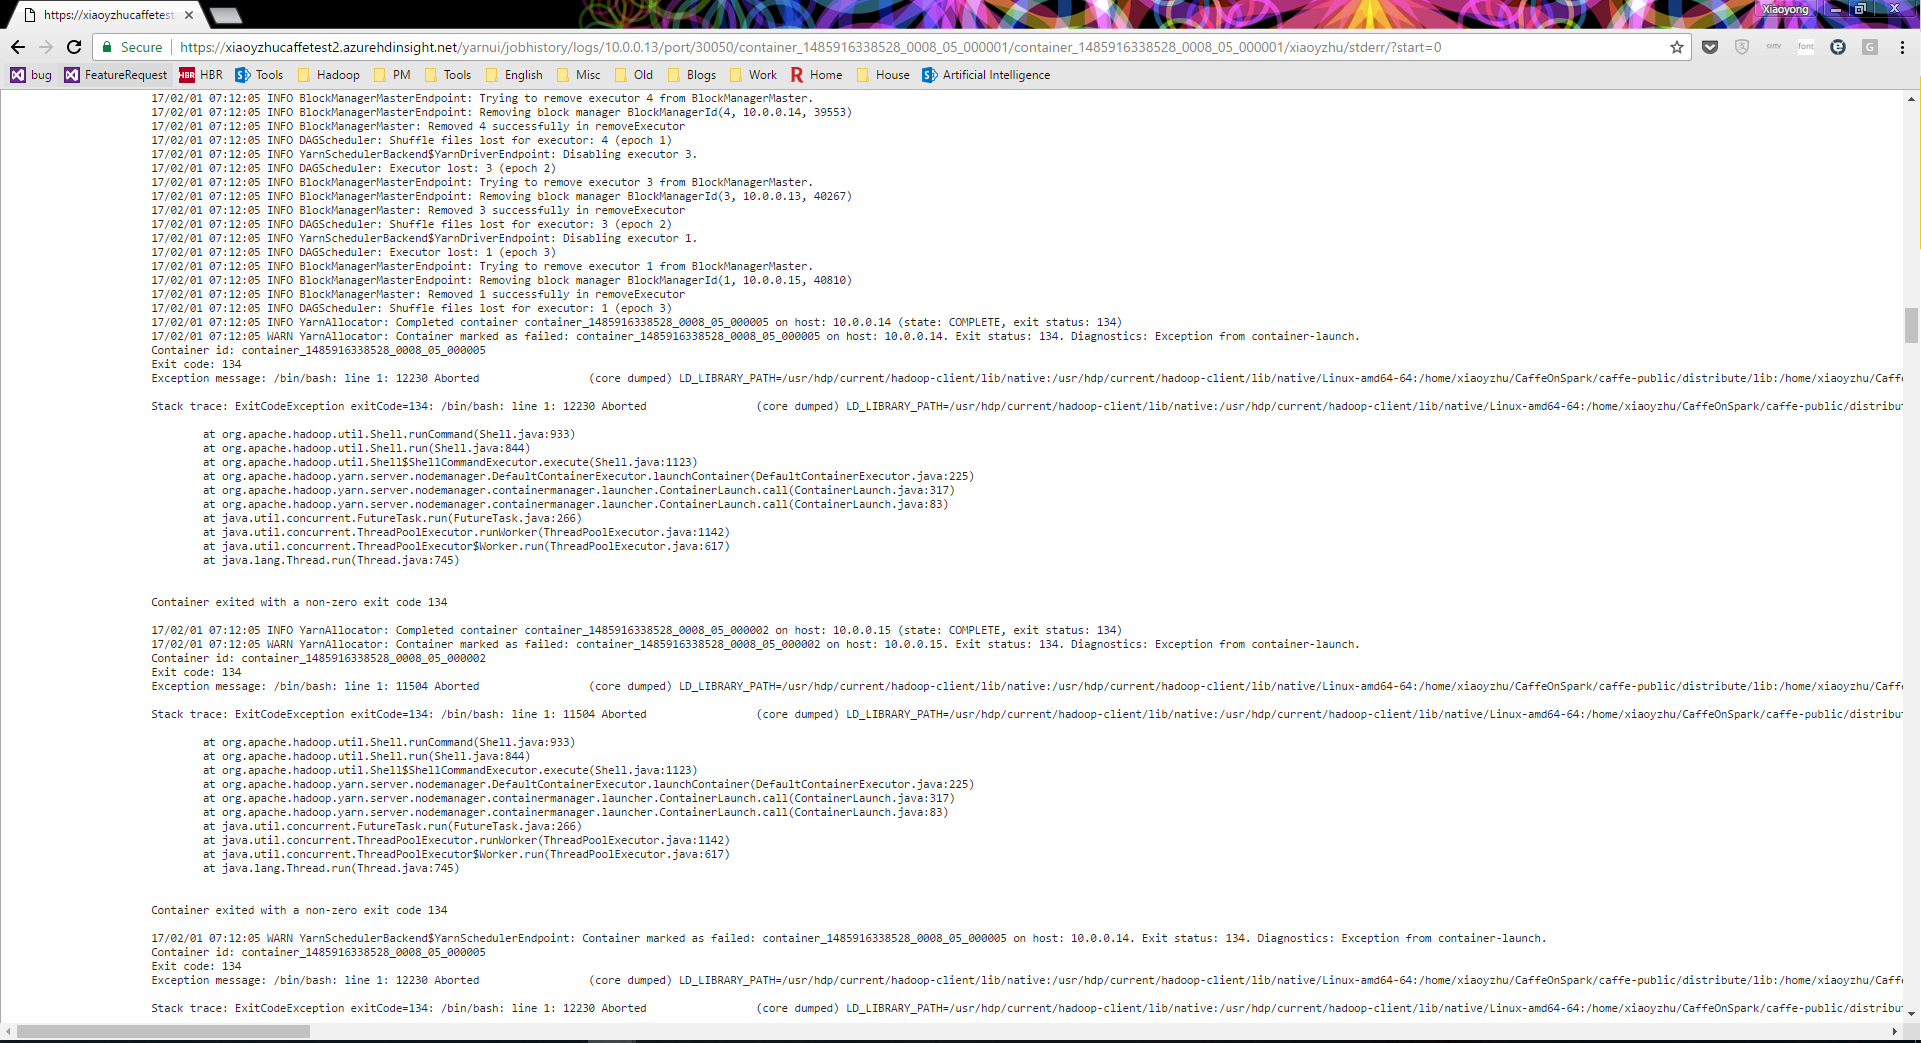 https://xiaoyzhucaffetest
Xiaoyong
Secure
https://xiaoyzhucaffetest2.azurehdinsight.net/yarnui/jobhistory/logs/10.0.0.13/port/30050/container_1485916338528_0008_05_000001/container_1485916338528_0008_05_000001/xiaoyzhu/stderr/?start=0
bug FeatureRequest HBR HBR Tools Hadoop PM Tools English Misc Old Blogs Work R Home House Artificial Intelligence
17/02/01 07:12:05 INFO BlockManagerMasterEndpoint: Trying to remove executor 4 from BlockManagerMaster.
17/02/01 07:12:05 INFO BlockManagerMasterEndpoint: Removing block manager BlockManagerId(4, 10.0.0.14, 39553)
17/02/01 07:12:05 INFO BlockManagerMaster: Removed 4 successfully in removeExecutor
17/02/01 07:12:05 INFO DAGScheduler: Shuffle files lost for executor: 4 (epoch 1)
17/02/01 07:12:05 INFO YarnSchedulerBackend$YarnDriverEndpoint: Disabling executor 3.
17/02/01 07:12:05 INFO DAGScheduler: Executor lost: 3 (epoch 2)
17/02/01 07:12:05 INFO BlockManagerMasterEndpoint: Trying to remove executor 3 from BlockManagerMaster.
17/02/01 07:12:05 INFO BlockManagerMasterEndpoint: Removing block manager BlockManagerId(3, 10.0.0.13, 40267)
17/02/01 07:12:05 INFO BlockManagerMaster: Removed 3 successfully in removeExecutor
17/02/01 07:12:05 INFO DAGScheduler: Shuffle files lost for executor: 3 (epoch 2)
17/02/01 07:12:05 INFO YarnSchedulerBackend$YarnDriverEndpoint: Disabling executor 1.
17/02/01 07:12:05 INFO DAGScheduler: Executor lost: 1 (epoch 3)
17/02/01 07:12:05 INFO BlockManagerMasterEndpoint: Trying to remove executor 1 from BlockManagerMaster.
17/02/01 07:12:05 INFO BlockManagerMasterEndpoint: Removing block manager BlockManagerId(1, 10.0.0.15, 40810)
17/02/01 07:12:05 INFO BlockManagerMaster: Removed 1 successfully in removeExecutor
17/02/01 07:12:05 INFO DAGScheduler: Shuffle files lost for executor: 1 (epoch 3)
17/02/01 07:12:05 INFO YarnAllocator: Completed container container_1485916338528_0008_05_000005 on host: 10.0.0.14 (state: COMPLETE, exit status: 134)
17/02/01 07:12:05 WARN YarnAllocator: Container marked as failed: container_1485916338528_0008_05_000005 on host: 10.0.0.14. Exit status: 134. Diagnostics: Exception from container-launch.
Container id: container_1485916338528_0008_05_000005
Exit code: 134
Exception message: /bin/bash: line 1: 12230 Aborted (core dumped) LD_LIBRARY_PATH=/usr/hdp/current/hadoop-client/lib/native:/usr/hdp/current/hadoop-client/lib/native/Linux-amd64-64:/home/xiaoyzhu/CaffeOnSpark/caffe-public/distribute/lib:/home/xiaoyzhu/Caff
Stack trace: ExitCodeException exitCode=134: /bin/bash: line 1: 12230 Aborted (core dumped) LD_LIBRARY_PATH=/usr/hdp/current/hadoop-client/lib/native:/usr/hdp/current/hadoop-client/lib/native/Linux-amd64-64:/home/xiaoyzhu/CaffeOnSpark/caffe-public/distribu
at org.apache.hadoop.util.Shell.runCommand(Shell.java:933)
at org.apache.hadoop.util.Shell.run(Shell.java:844)
at org.apache.hadoop.util.Shell$ShellCommandExecutor.execute(Shell.java:1123)
at org.apache.hadoop.yarn.server.nodemanager.DefaultContainerExecutor.launchContainer(DefaultContainerExecutor.java:225)
at org.apache.hadoop.yarn.server.nodemanager.containermanager.launcher.ContainerLaunch.call(ContainerLaunch.java:317)
at org.apache.hadoop.yarn.server.nodemanager.containermanager.launcher.ContainerLaunch.call(ContainerLaunch.java:83)
at java.util.concurrent.FutureTask.run(FutureTask.java:266)
at java.util.concurrent.ThreadPoolExecutor.runWorker(ThreadPoolExecutor.java:1142)
at java.util.concurrent.ThreadPoolExecutor$Worker.run(ThreadPoolExecutor.java:617)
at java.lang.Thread.run(Thread.java:745)
Container exited with a non-zero exit code 134
17/02/01 07:12:05 INFO YarnAllocator: Completed container container_1485916338528_0008_05_000002 on host: 10.0.0.15 (state: COMPLETE, exit status: 134)
17/02/01 07:12:05 WARN YarnAllocator: Container marked as failed: container_1485916338528_0008_05_000002 on host: 10.0.0.15. Exit status: 134. Diagnostics: Exception from container-launch.
Container id: container_1485916338528_0008_05_000002
Exit code: 134
Exception message: /bin/bash: line 1: 11504 Aborted (core dumped) LD_LIBRARY_PATH=/usr/hdp/current/hadoop-client/lib/native:/usr/hdp/current/hadoop-client/lib/native/Linux-amd64-64:/home/xiaoyzhu/CaffeOnSpark/caffe-public/distribute/lib:/home/xiaoyzhu/Caff
Stack trace: ExitCodeException exitCode=134: /bin/bash: line 1: 11504 Aborted (core dumped) LD_LIBRARY_PATH=/usr/hdp/current/hadoop-client/lib/native:/usr/hdp/current/hadoop-client/lib/native/Linux-amd64-64:/home/xiaoyzhu/CaffeOnSpark/caffe-public/distribu
at org.apache.hadoop.util.Shell.runCommand(Shell.java:933)
at org.apache.hadoop.util.Shell.run(Shell.java:844)
at org.apache.hadoop.util.Shell$ShellCommandExecutor.execute(Shell.java:1123)
at org.apache.hadoop.yarn.server.nodemanager.DefaultContainerExecutor.launchContainer(DefaultContainerExecutor.java:225)
at org.apache.hadoop.yarn.server.nodemanager.containermanager.launcher.ContainerLaunch.call(ContainerLaunch.java:317)
at org.apache.hadoop.yarn.server.nodemanager.containermanager.launcher.ContainerLaunch.call(ContainerLaunch.java:83)
at java.util.concurrent.FutureTask.run(FutureTask.java:266)
at java.util.concurrent.ThreadPoolExecutor.runWorker(ThreadPoolExecutor.java:1142)
at java.util.concurrent.ThreadPoolExecutor$Worker.run(ThreadPoolExecutor.java:617)
at java.lang.Thread.run(Thread.java:745)
Container exited with a non-zero exit code 134
17/02/01 07:12:05 WARN YarnSchedulerBackend$YarnSchedulerEndpoint: Container marked as failed: container_1485916338528_0008_05_000005 on host: 10.0.0.14. Exit status: 134. Diagnostics: Exception from container-launch.
Container id: container_1485916338528_0008_05_000005
Exit code: 134
Exception message: /bin/bash: line 1: 12230 Aborted (core dumped) LD_LIBRARY_PATH=/usr/hdp/current/hadoop-client/lib/native:/usr/hdp/current/hadoop-client/lib/native/Linux-amd64-64:/home/xiaoyzhu/CaffeOnSpark/caffe-public/distribute/lib:/home/xiaoyzhu/Caff
Stack trace: ExitCodeException exitCode=134: /bin/bash: line 1: 12230 Aborted (core dumped) LD_LIBRARY_PATH=/usr/hdp/current/hadoop-client/lib/native:/usr/hdp/current/hadoop-client/lib/native/Linux-amd64-64:/home/xiaoyzhu/CaffeOnSpark/caffe-public/distribu